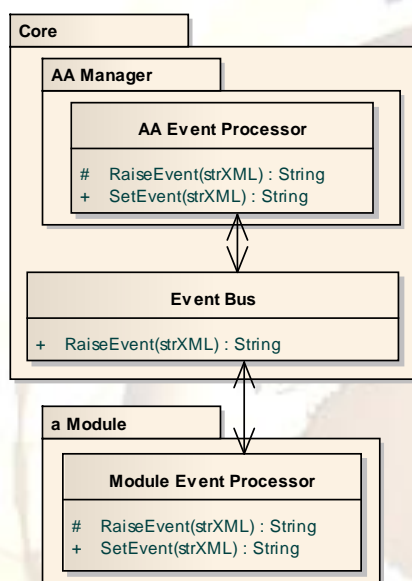 Core
AA Manager
AA Event Processor
# RaiseEvent(strXML) : String
+ SetEvent(strXML) : String
Event Bus
+ RaiseEvent(strXML) : String
a Module
Module Event Processor
# RaiseEvent(strXML) : String
+ SetEvent(strXML) : String